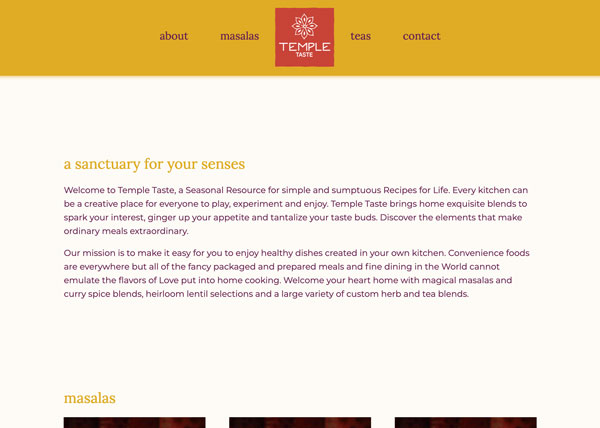 about masalas TEMPLE TASTE teas contact
a sanctuary for your senses
Welcome to Temple Taste, a Seasonal Resource for simple and sumptuous Recipes for Life. Every kitchen can
be a creative place for everyone to play, experiment and enjoy. Temple Taste brings home exquisite blends to
spark your interest, ginger up your appetite and tantalize your taste buds. Discover the elements that make
ordinary meals extraordinary.
Our mission is to make it easy for you to enjoy healthy dishes created in your own kitchen. Convenience foods
are everywhere but all of the fancy packaged and prepared meals and fine dining in the World cannot
emulate the flavors of Love put into home cooking. Welcome your heart home with magical masalas and
curry spice blends, heirloom lentil selections and a large variety of custom herb and tea blends.
masalas